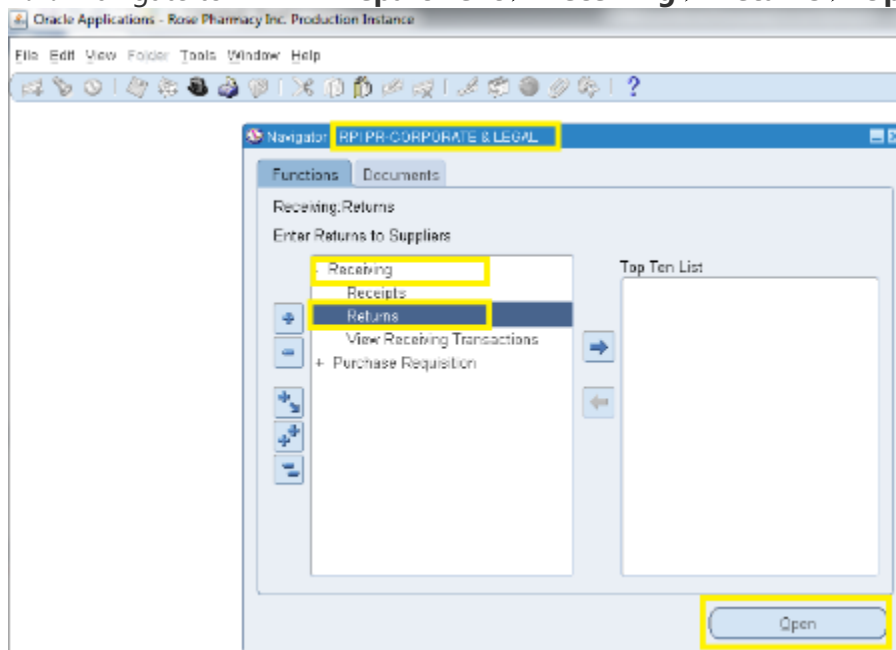 Oracle Applications - Rose Pharmacy Inc. Production Instance
File Edit View Folder Tools Window Help
Navigator - RPI PR-CORPORATE & LEGAL
Functions Documents
Receiving:Returns
Enter Returns to Suppliers
- Receiving
Top Ten List
Receipts
Returns
View Receiving Transactions
+ Purchase Requisition
Open